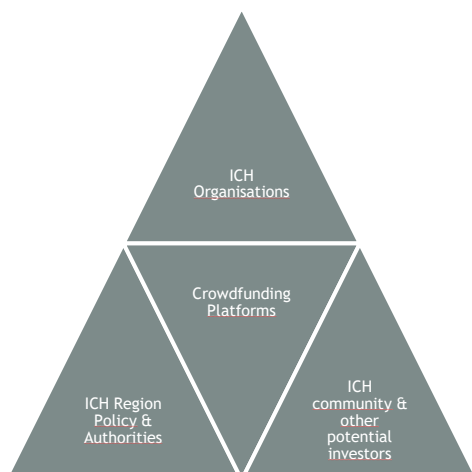 ICH
Organisations
Crowdfunding
Platforms
ICH Region
Policy &
Authorities
ICH
community &
other
potential
investors